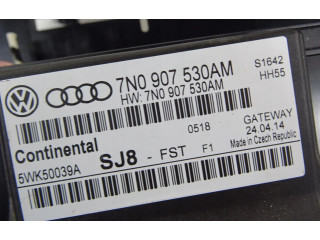 7N0 907 530AM
HW: 7N0 907 530AM
S1642
HH55
Continental
5WK50039A
SJ8 - FST F1
0518
GATEWAY
24.04.14
Made in Czech Republic